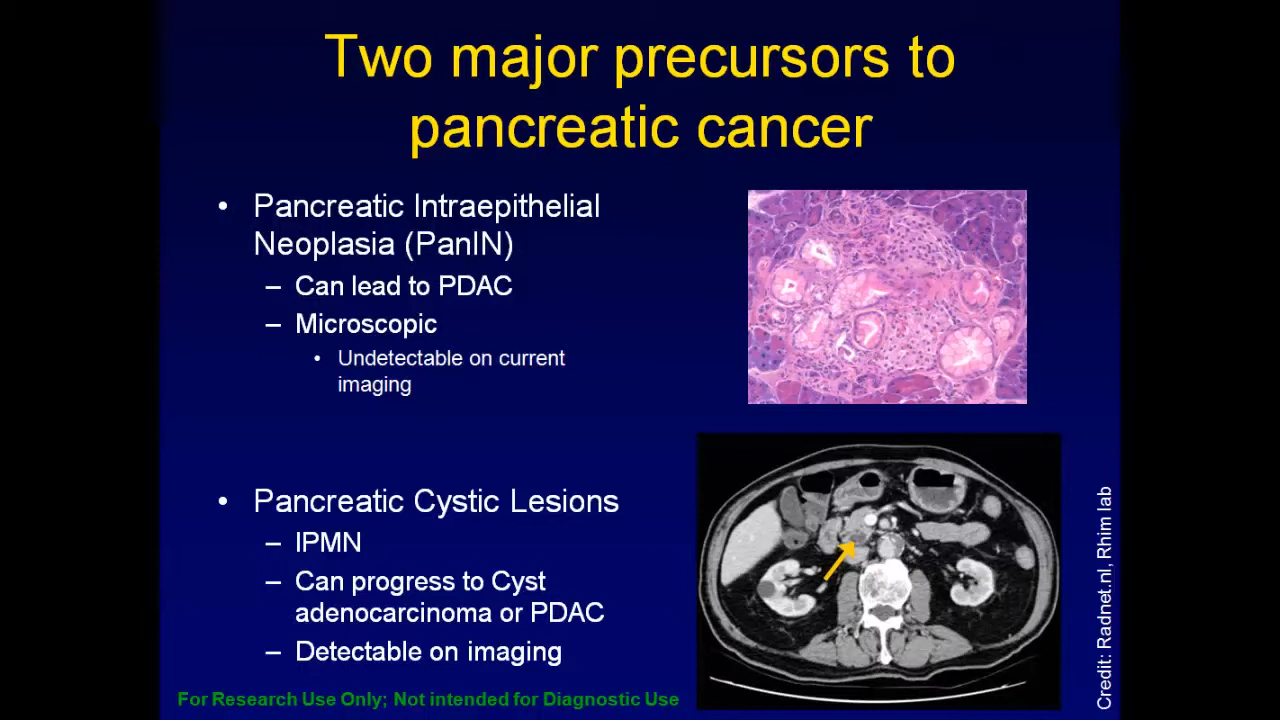 Two major precursors to
pancreatic cancer
• Pancreatic Intraepithelial
Neoplasia (PanIN)
– Can lead to PDAC
– Microscopic
• Undetectable on current
imaging
• Pancreatic Cystic Lesions
– IPMN
– Can progress to Cyst
adenocarcinoma or PDAC
– Detectable on imaging
For Research Use Only; Not intended for Diagnostic Use
Credit: Radnet.nl, Rhim lab